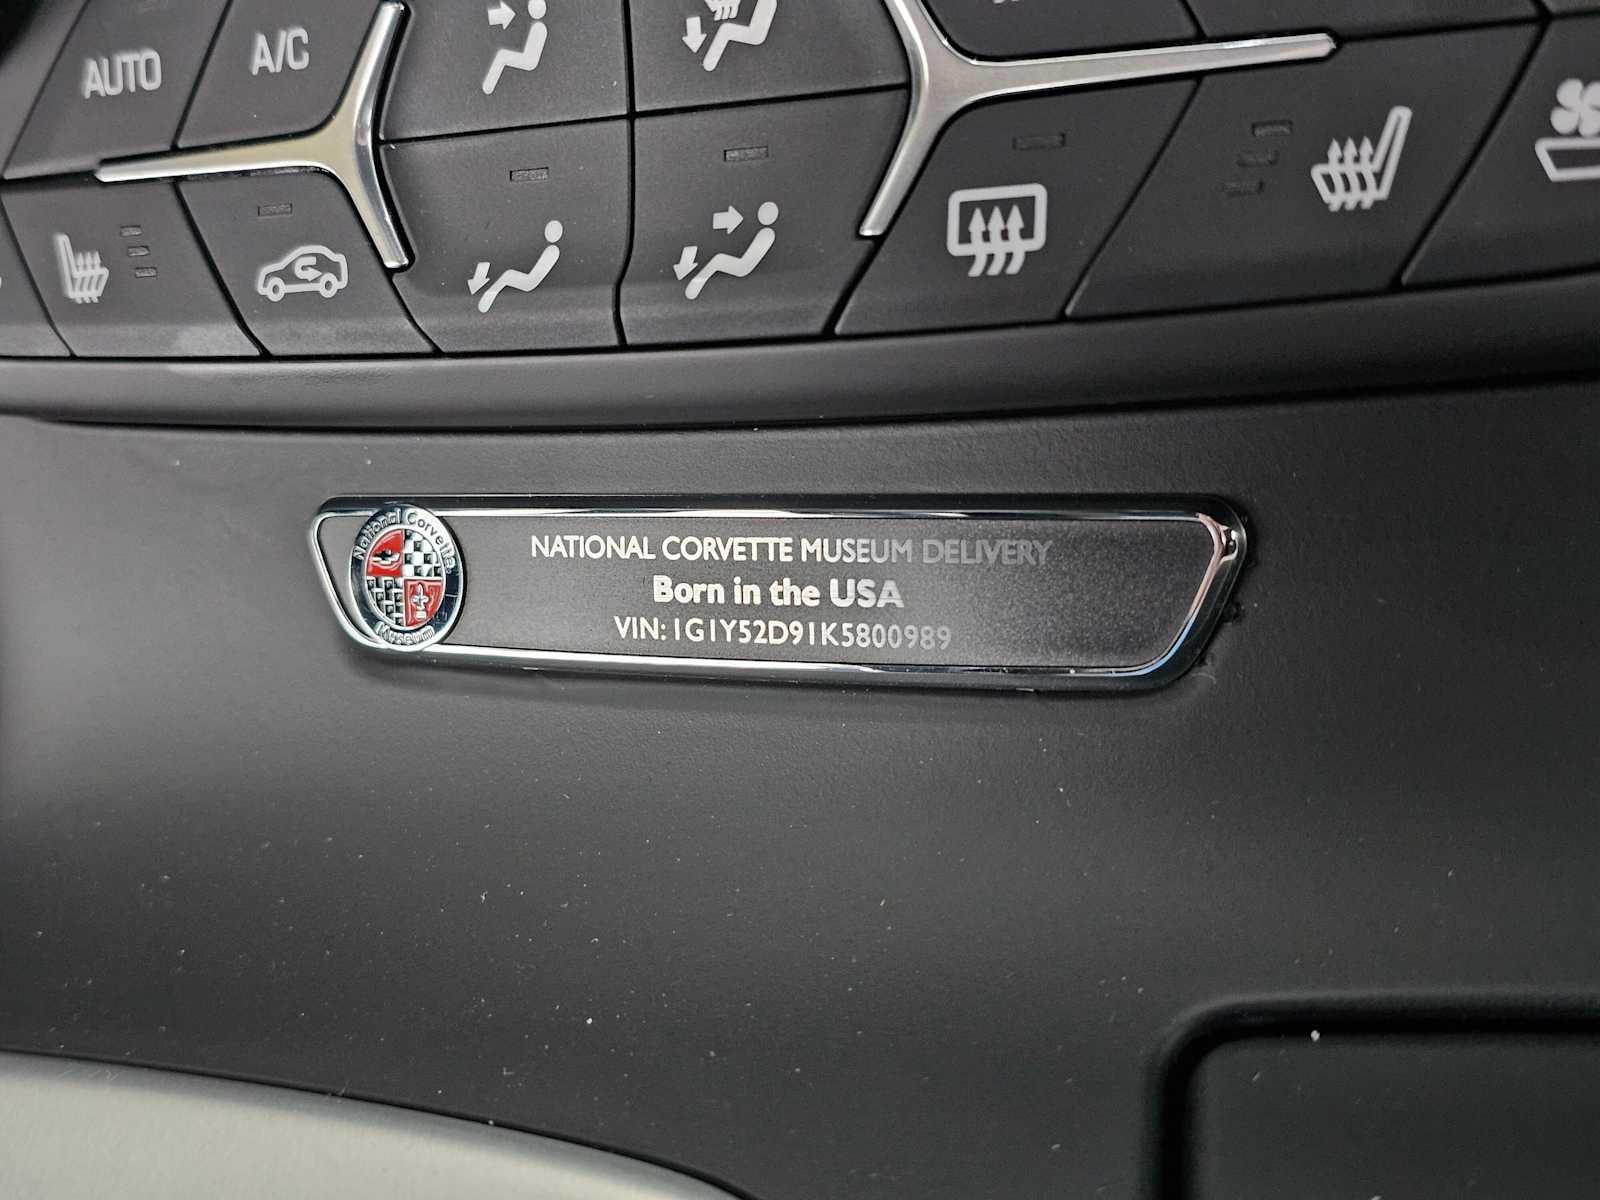 AUTO
A/C
National Corvette
Museum
NATIONAL CORVETTE MUSEUM DELIVERY
Born in the USA
VIN: 1G1Y52D91K5800989